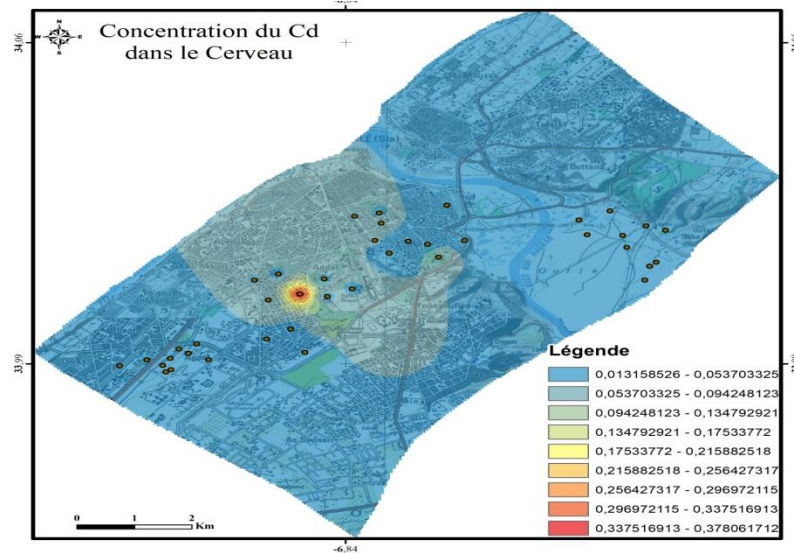 -6,84
34,06
N
W
E
S
Concentration du Cd
dans le Cerveau
33,99
Légende
0,013158526 - 0,053703325
0,053703325 - 0,094248123
0,094248123 - 0,134792921
0,134792921 - 0,17533772
0,17533772 - 0,215882518
0,215882518 - 0,256427317
0,256427317 - 0,296972115
0,296972115 - 0,337516913
0,337516913 - 0,378061712
0 1 2
Km
-6,84